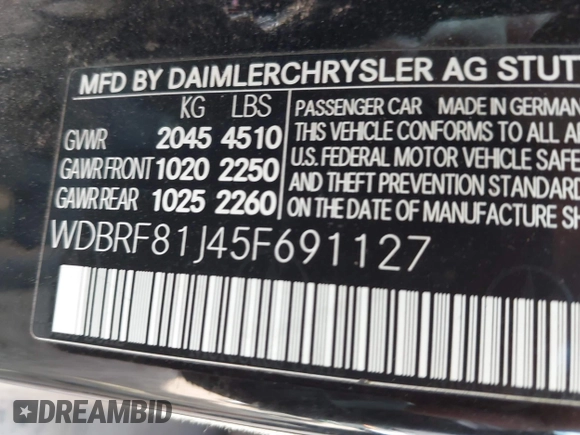 MFD BY DAIMLERCHRYSLER AG STUTT
KG LBS
GVWR 2045 4510
GAWR FRONT 1020 2250
GAWR REAR 1025 2260
PASSENGER CAR MADE IN GERMANY
THIS VEHICLE CONFORMS TO ALL A
U.S. FEDERAL MOTOR VEHICLE SAFE
AND THEFT PREVENTION STANDARD
ON THE DATE OF MANUFACTURE SH
WDBRF81J45F691127
DREAMBID